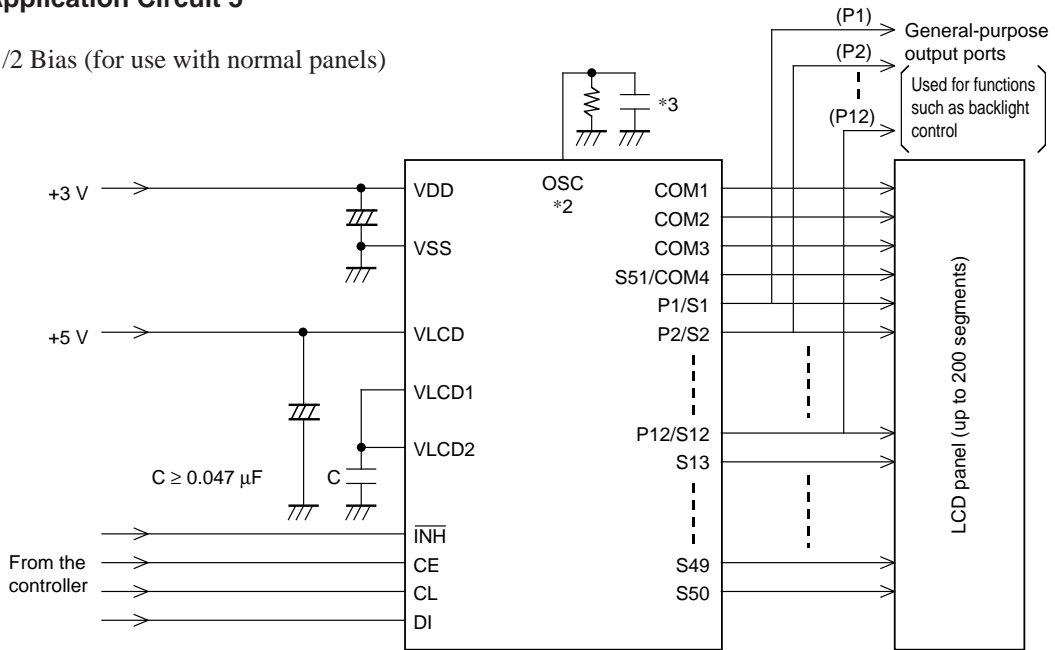 pplication Circuit 5
/2 Bias (for use with normal panels)
(P1)
General-purpose
output ports
(P2)
Used for functions
such as backlight
control
(P12)
*3
+3 V
VDD
OSC
*2
COM1
COM2
VSS
COM3
S51/COM4
P1/S1
+5 V
VLCD
P2/S2
VLCD1
P12/S12
VLCD2
S13
C ≥ 0.047 μF
C
LCD panel (up to 200 segments)
INH
From the
controller
CE
S49
CL
S50
DI